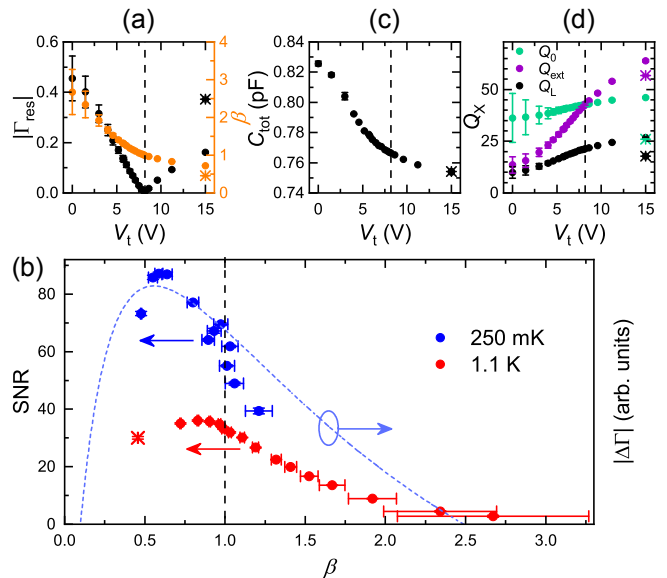 (a) (c) (d)
0.6
0.4
0.2
0.0
|Γres|
4
3
2
1
0
β
0 5 10 15
Vt (V)
0.84
0.82
0.80
0.78
0.76
0.74
Ctot (pF)
0 5 10 15
Vt (V)
50
25
0
QX
Q0
Qext
QL
0 5 10 15
Vt (V)
(b)
80
60
40
20
0
SNR
250 mK
1.1 K
|ΔΓ| (arb. units)
0.0 0.5 1.0 1.5 2.0 2.5 3.0
β